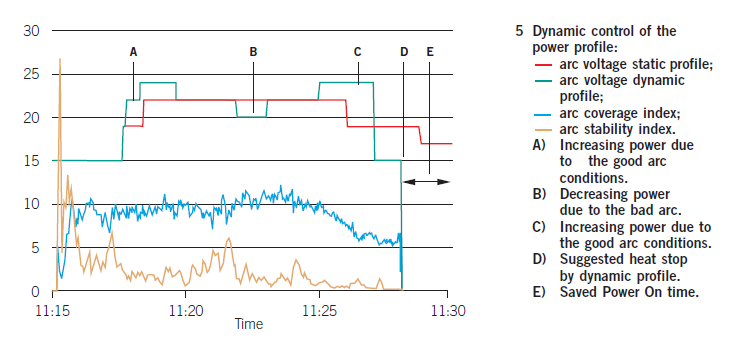 30
25
20
15
10
5
0
11:15
11:20
11:25
11:30
Time
A
B
C
D
E
5 Dynamic control of the
power profile:
arc voltage static profile;
arc voltage dynamic
profile;
arc coverage index;
arc stability index.
A) Increasing power due
to the good arc
conditions.
B) Decreasing power
due to the bad arc.
C) Increasing power due to
the good arc conditions.
D) Suggested heat stop
by dynamic profile.
E) Saved Power On time.